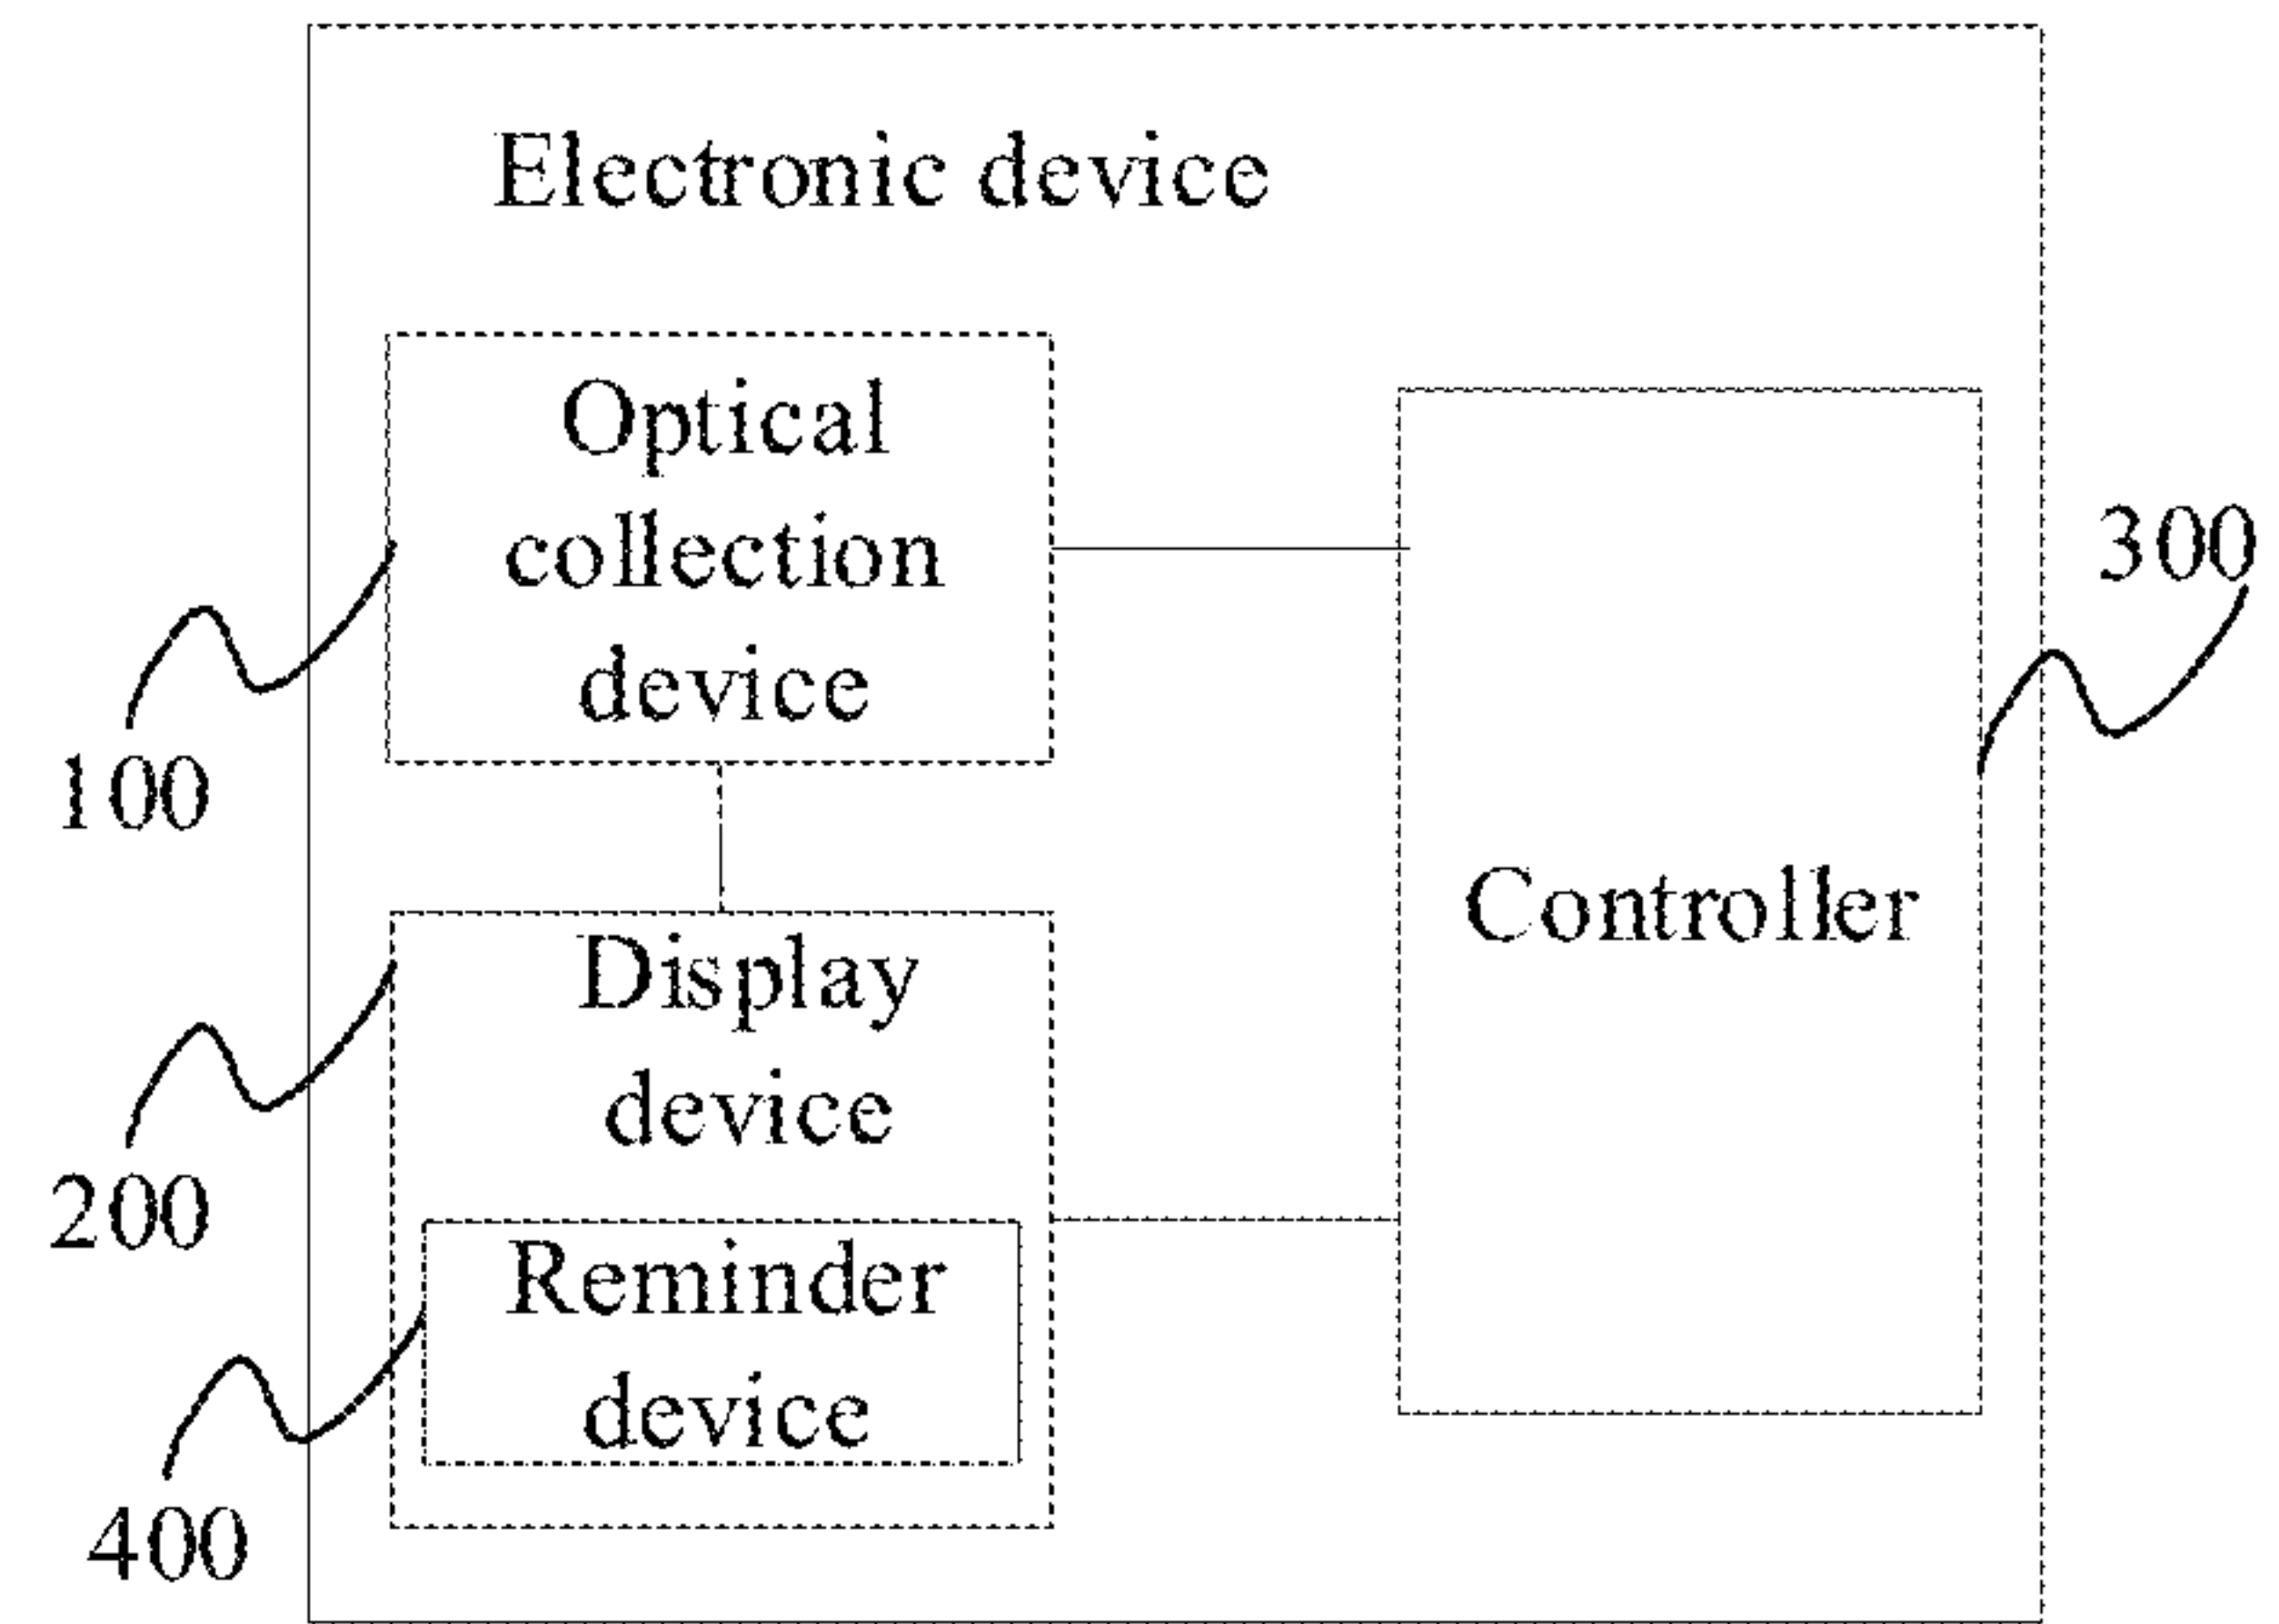 Electronic device
Optical
collection
device
300
100
Controller
Display
device
200
Reminder
device
400